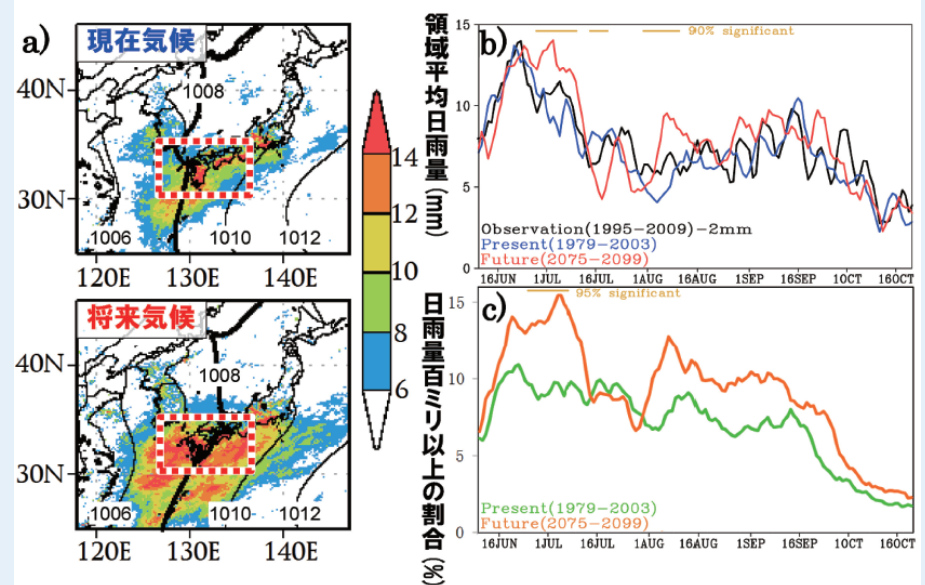 a)
現在気候
40N
30N
1008
1006
1010
1012
120E
130E
140E
将来気候
40N
30N
1008
1006
1010
1012
120E
130E
140E
14
12
10
8
6
領域平均日雨量(mm)
b)
90% significant
15
10
5
0
Observation(1995-2009)-2mm
Present(1979-2003)
Future(2075-2099)
16JUN 1JUL 16JUL 1AUG 16AUG 1SEP 16SEP 1OCT 16OCT
日雨量百ミリ以上の割合(%)
c)
95% significant
15
10
5
0
Present(1979-2003)
Future(2075-2099)
16JUN 1JUL 16JUL 1AUG 16AUG 1SEP 16SEP 1OCT 16OCT